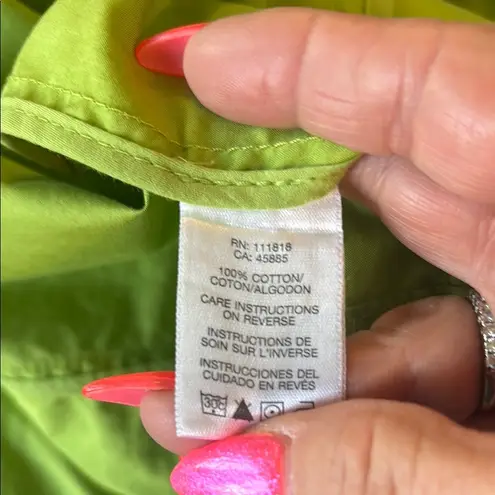 RN: 111818
CA: 45885
100% COTTON/
COTON/ALGODON
CARE INSTRUCTIONS
ON REVERSE
INSTRUCTIONS DE
SOIN SUR L'INVERSE
INSTRUCCIONES DEL
CUIDADO EN REVÉS
30C